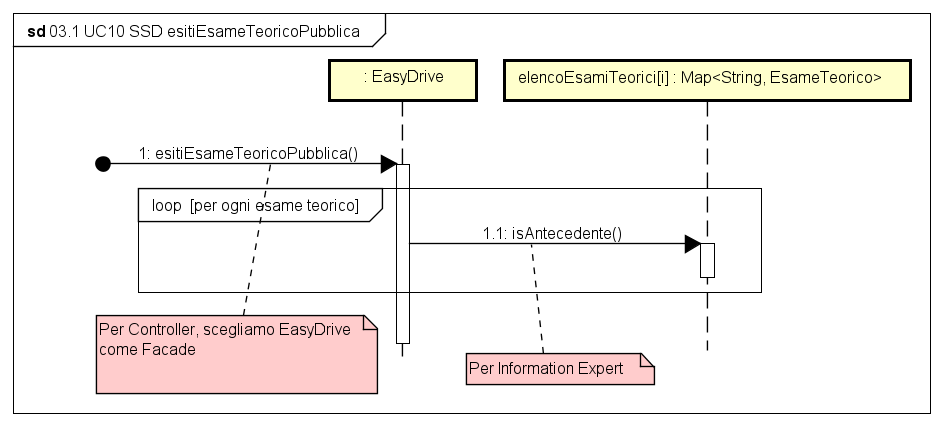 sd 03.1 UC10 SSD esitiEsameTeoricoPubblica
: EasyDrive
elencoEsamiTeorici[i] : Map<String, EsameTeorico>
1: esitiEsameTeoricoPubblica()
loop [per ogni esame teorico]
1.1: isAntecedente()
Per Controller, scegliamo EasyDrive
come Facade
Per Information Expert